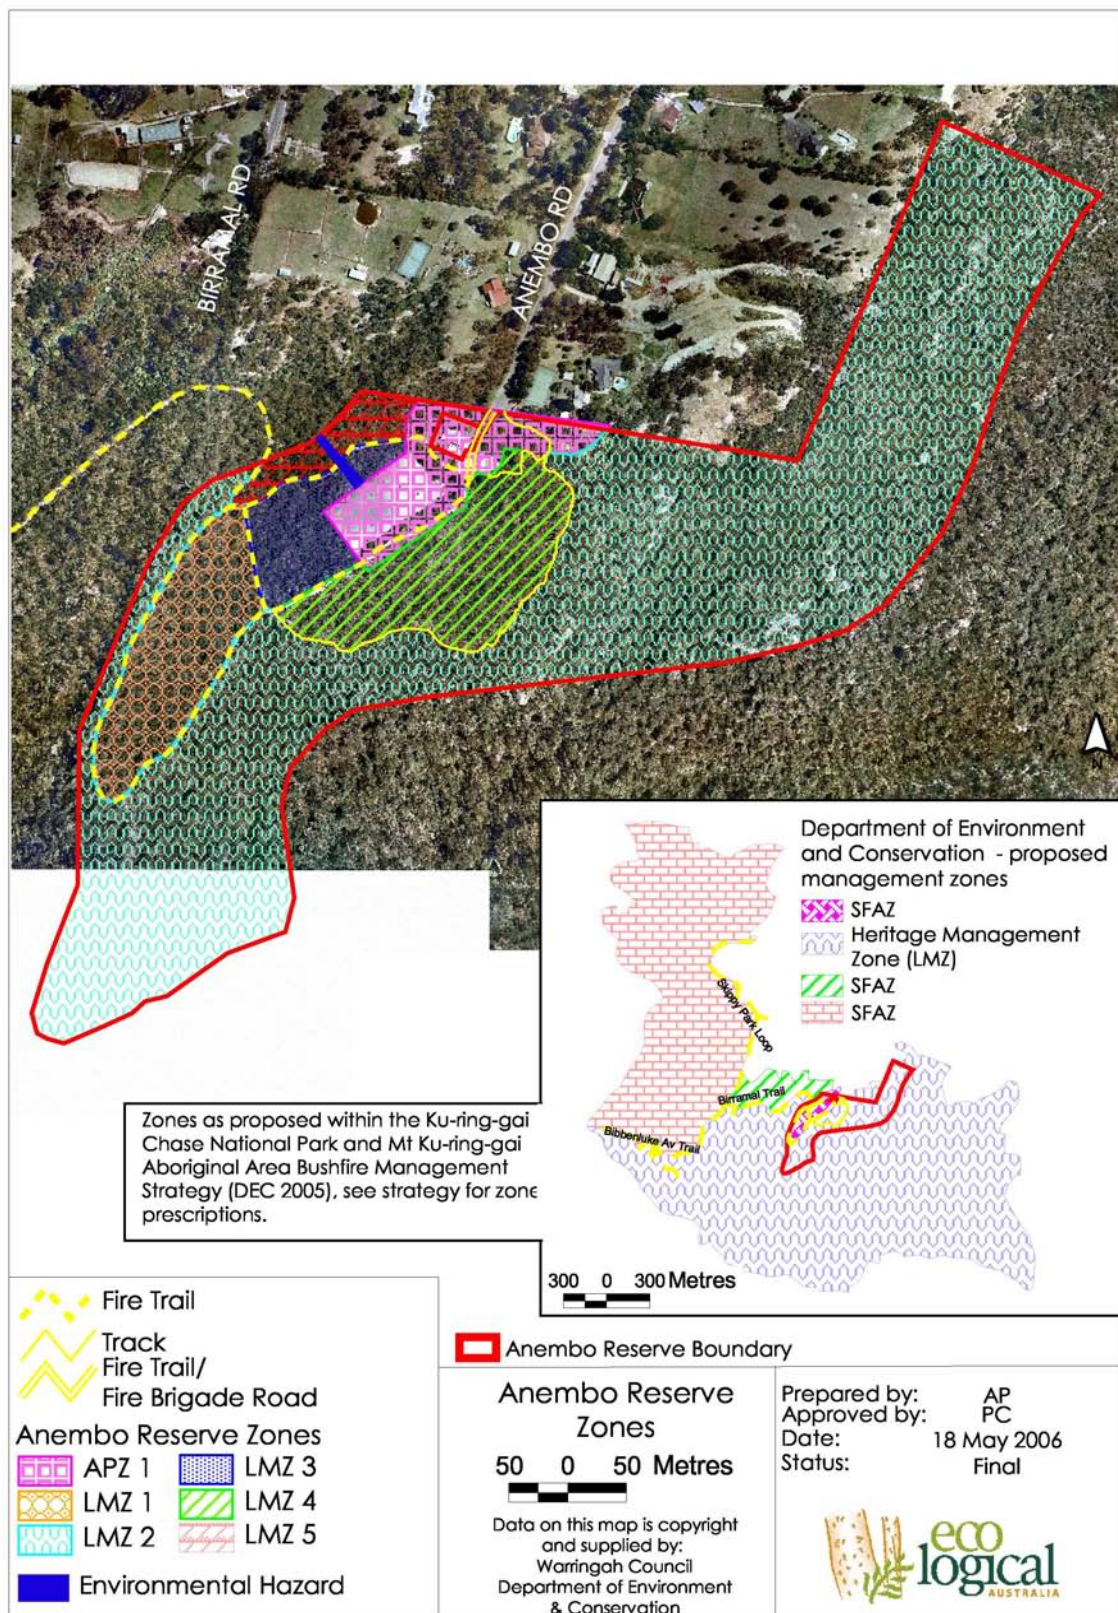 BIRRAMAL RD
ANEMBO RD
N
Department of Environment
and Conservation - proposed
management zones
SFAZ
Heritage Management
Zone (LMZ)
SFAZ
SFAZ
Skippy Park Loop
Birramal Trail
Bibbenluke Av Trail
300 0 300 Metres
Zones as proposed within the Ku-ring-gai
Chase National Park and Mt Ku-ring-gai
Aboriginal Area Bushfire Management
Strategy (DEC 2005), see strategy for zone
prescriptions.
Fire Trail
Track
Fire Trail/
Fire Brigade Road
Anembo Reserve Zones
APZ 1
LMZ 3
LMZ 1
LMZ 4
LMZ 2
LMZ 5
Environmental Hazard
Anembo Reserve Boundary
Anembo Reserve
Zones
50 0 50 Metres
Data on this map is copyright
and supplied by:
Warringah Council
Department of Environment
& Conservation
Prepared by: AP
Approved by: PC
Date: 18 May 2006
Status: Final
eco
logical
AUSTRALIA